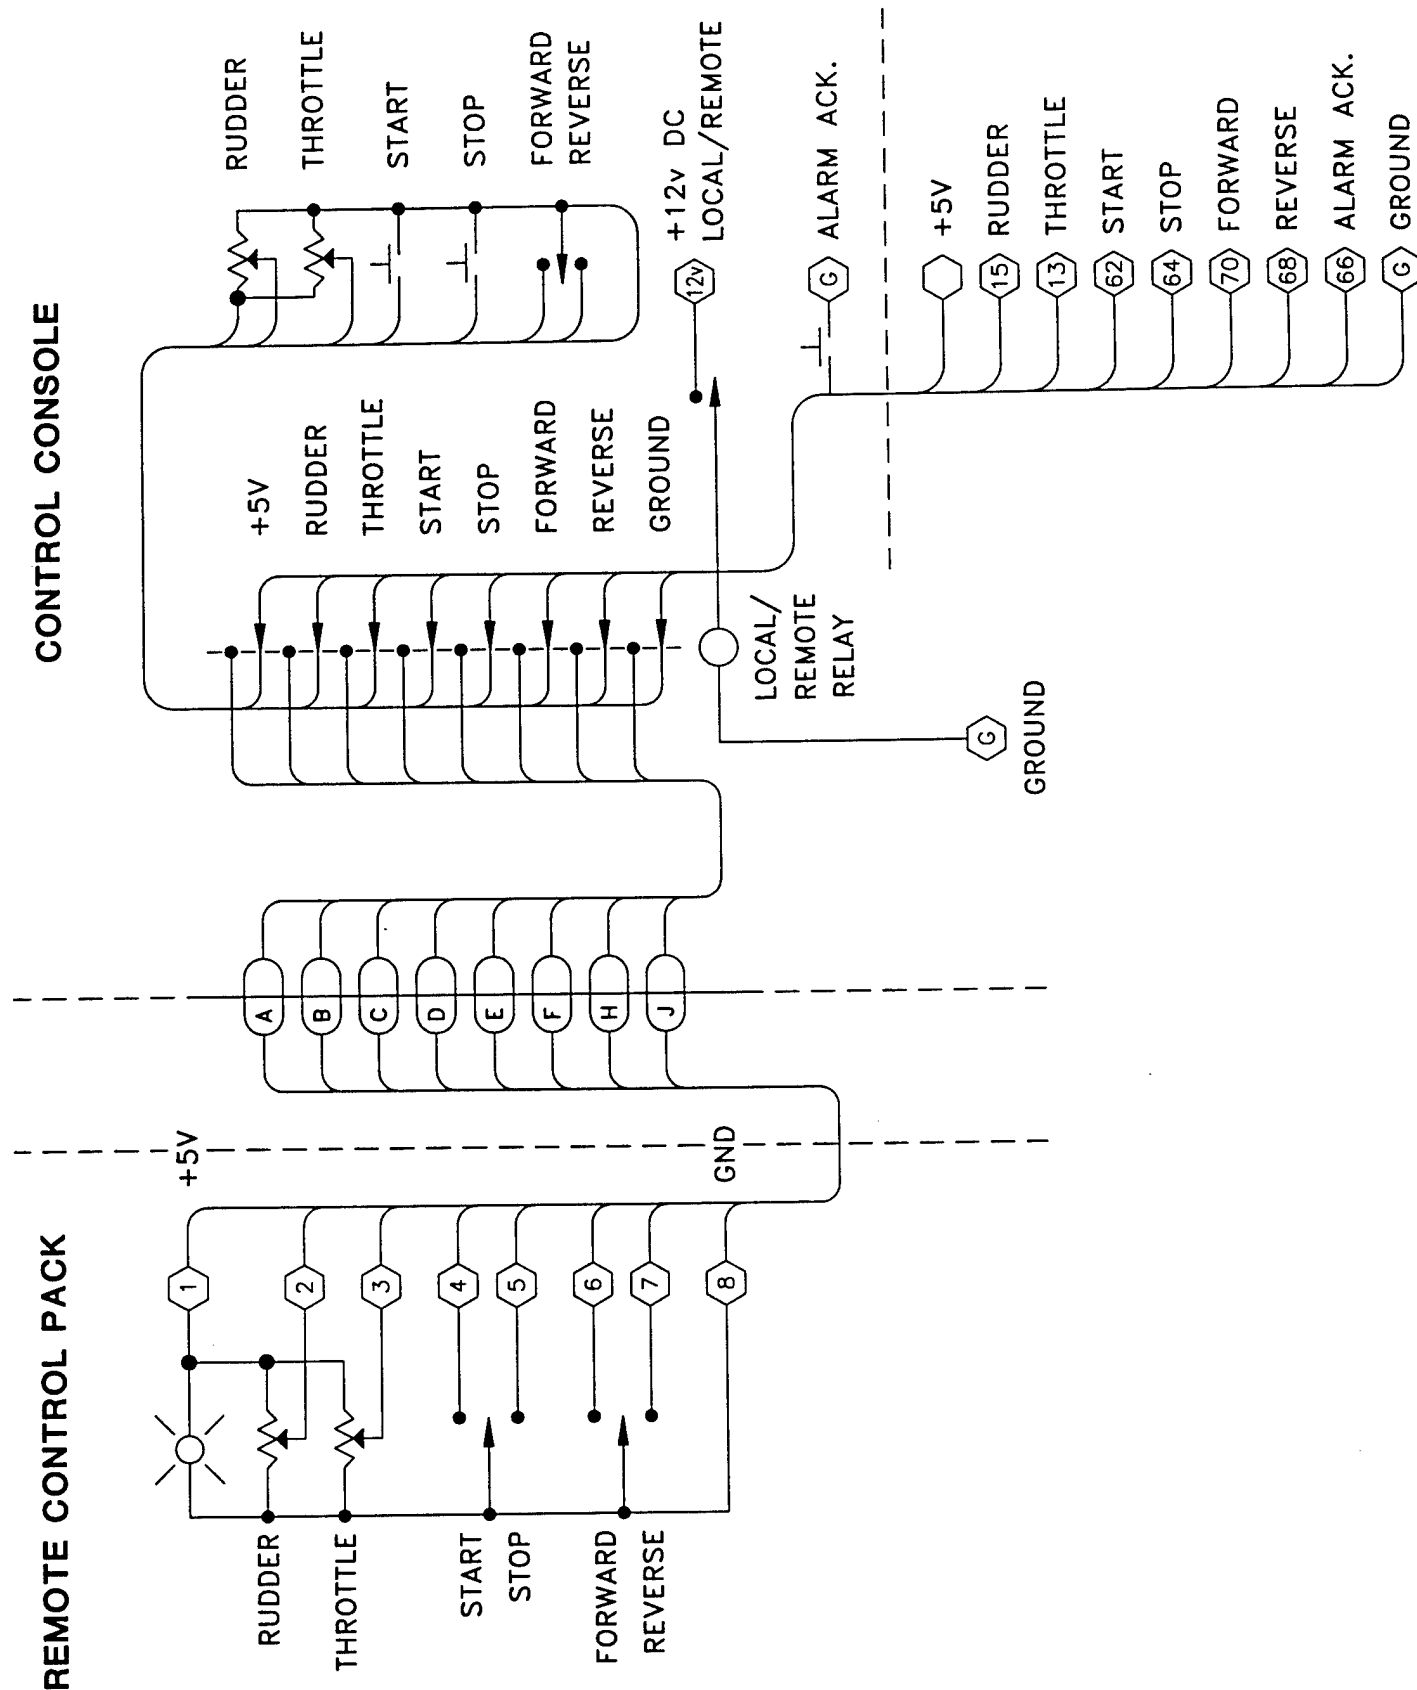 REMOTE CONTROL PACK
CONTROL CONSOLE
RUDDER
THROTTLE
START
STOP
FORWARD
REVERSE
1
2
3
4
5
6
7
8
+5V
GND
A
B
C
D
E
F
H
J
+5V
RUDDER
THROTTLE
START
STOP
FORWARD
REVERSE
GROUND
LOCAL/
REMOTE
RELAY
G
GROUND
RUDDER
THROTTLE
START
STOP
FORWARD
REVERSE
12v
+12v DC
LOCAL/REMOTE
G ALARM ACK.
+5V
15 RUDDER
13 THROTTLE
62 START
64 STOP
70 FORWARD
68 REVERSE
66 ALARM ACK.
G GROUND